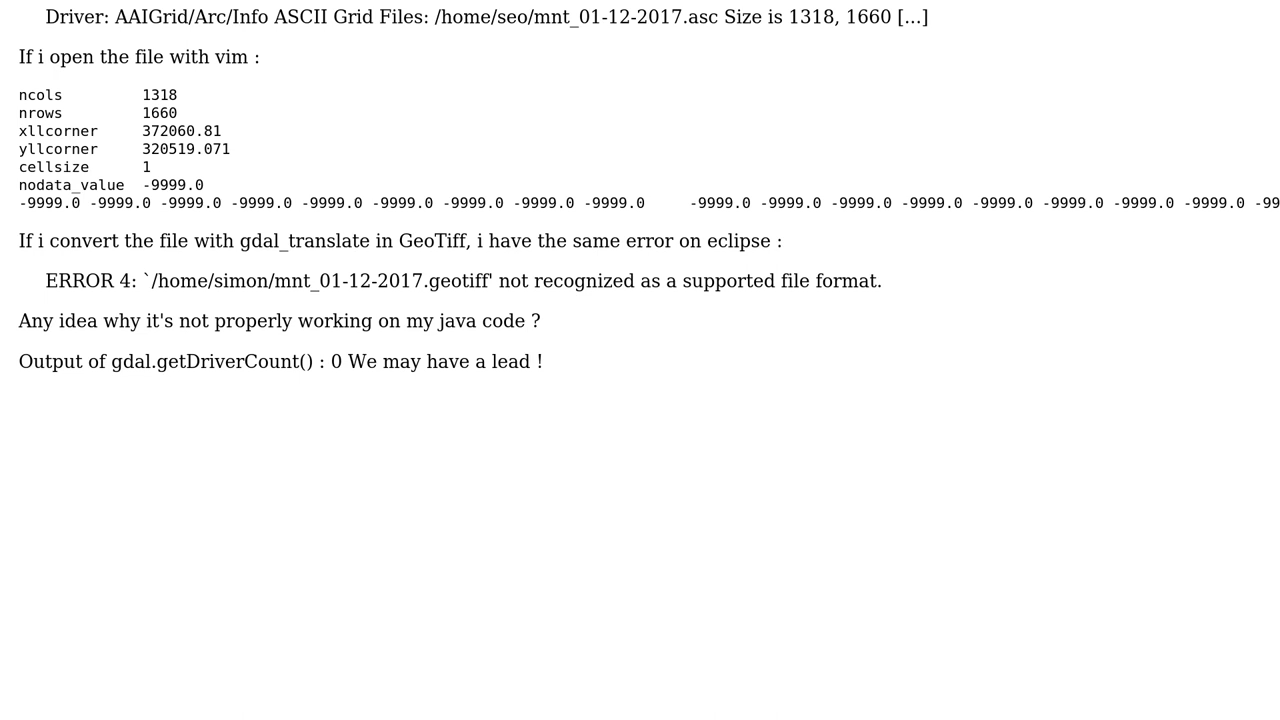 Driver: AAIGrid/Arc/Info ASCII Grid Files: /home/seo/mnt_01-12-2017.asc Size is 1318, 1660 [...]
If i open the file with vim :
ncols         1318
nrows         1660
xllcorner     372060.81
yllcorner     320519.071
cellsize      1
nodata_value  -9999.0
-9999.0 -9999.0 -9999.0 -9999.0 -9999.0 -9999.0 -9999.0 -9999.0 -9999.0     -9999.0 -9999.0 -9999.0 -9999.0 -9999.0 -9999.0 -9999.0 -9999.0 -99
If i convert the file with gdal_translate in GeoTiff, i have the same error on eclipse :
ERROR 4: `/home/simon/mnt_01-12-2017.geotiff' not recognized as a supported file format.
Any idea why it's not properly working on my java code ?
Output of gdal.getDriverCount() : 0 We may have a lead !